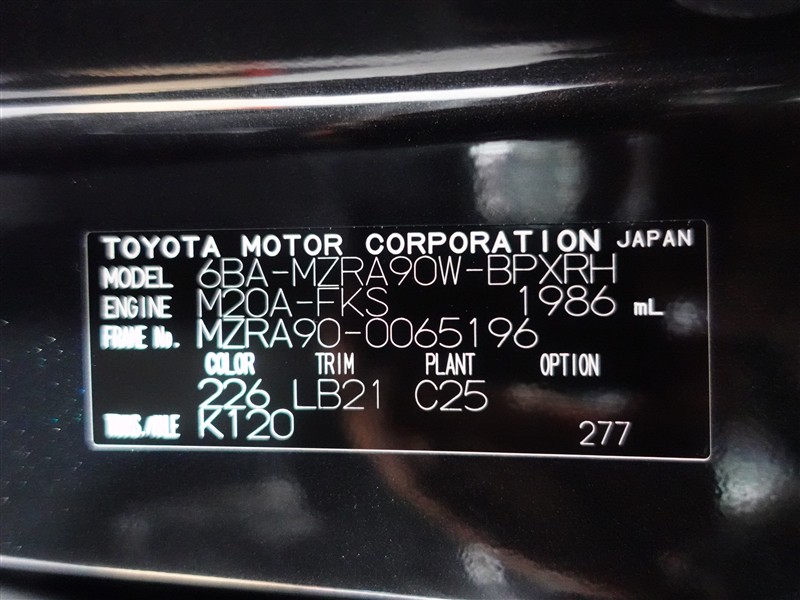 TOYOTA MOTOR CORPORATION JAPAN
MODEL 6BA-MZRA90W-BPXRH
ENGINE M20A-FKS 1986 mL
FRAME No. MZRA90-0065196
COLOR TRIM PLANT OPTION
226 LB21 C25
TRANS./AXLE K120 277